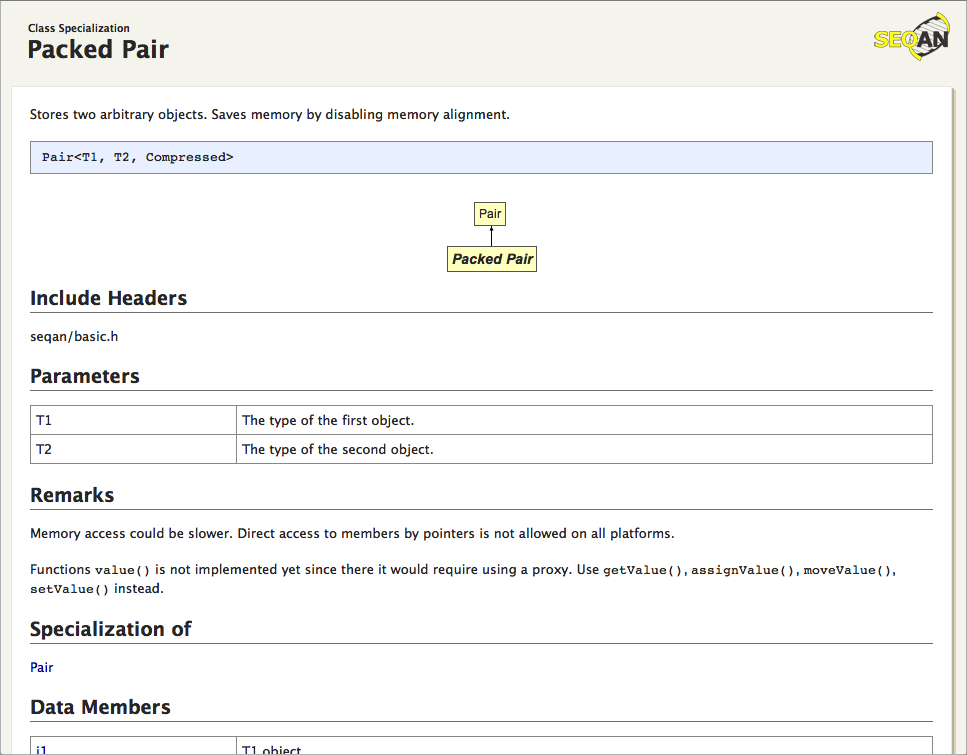 Class Specialization
Packed Pair
SEQAN
Stores two arbitrary objects. Saves memory by disabling memory alignment.
Pair<T1, T2, Compressed>
Pair
Packed Pair
Include Headers
seqan/basic.h
Parameters
T1 The type of the first object.
T2 The type of the second object.
Remarks
Memory access could be slower. Direct access to members by pointers is not allowed on all platforms.
Functions value() is not implemented yet since there it would require using a proxy. Use getValue(), assignValue(), moveValue(),
setValue() instead.
Specialization of
Pair
Data Members
i1 T1 object